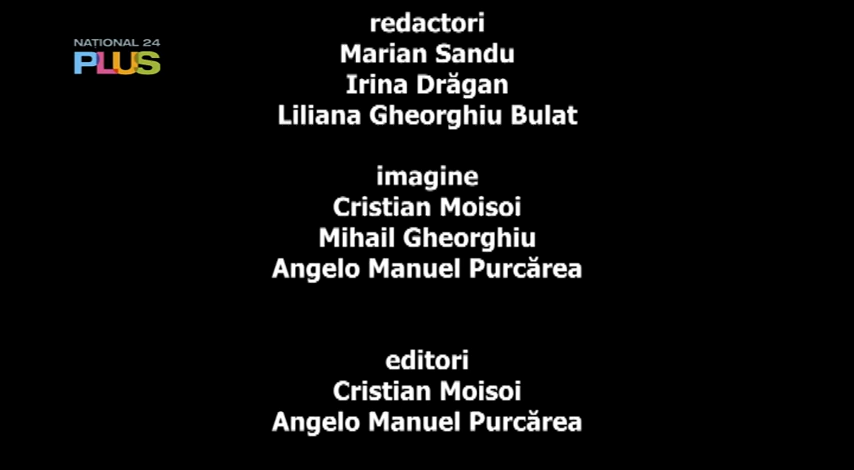 NAȚIONAL 24
PLUS
redactori
Marian Sandu
Irina Drăgan
Liliana Gheorghiu Bulat
imagine
Cristian Moisoi
Mihail Gheorghiu
Angelo Manuel Purcărea
editori
Cristian Moisoi
Angelo Manuel Purcărea